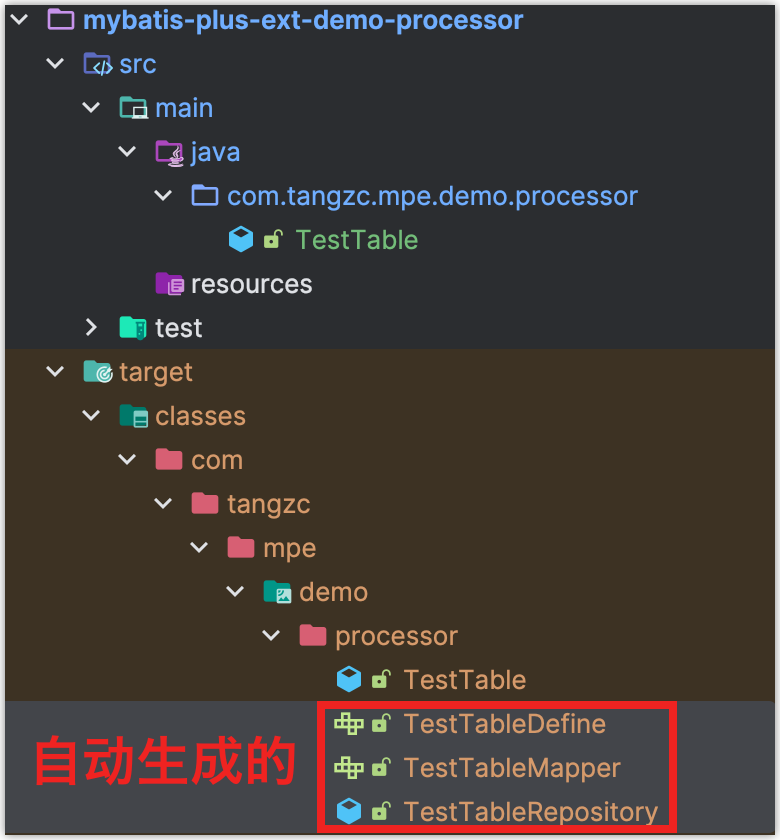 mybatis-plus-ext-demo-processor
src
main
java
com.tangzc.mpe.demo.processor
TestTable
resources
test
target
classes
com
tangzc
mpe
demo
processor
TestTable
TestTableDefine
自动生成的
TestTableMapper
TestTableRepository